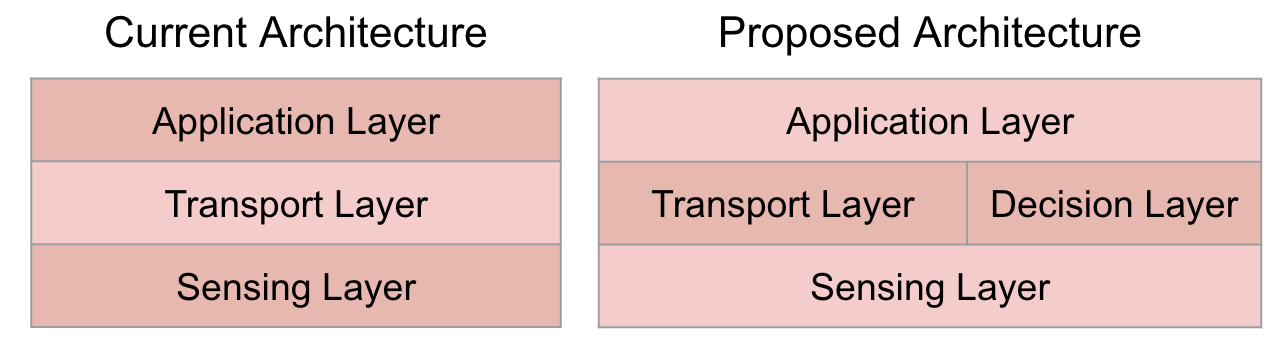 Current Architecture
Application Layer
Transport Layer
Sensing Layer
Proposed Architecture
Application Layer
Transport Layer
Decision Layer
Sensing Layer